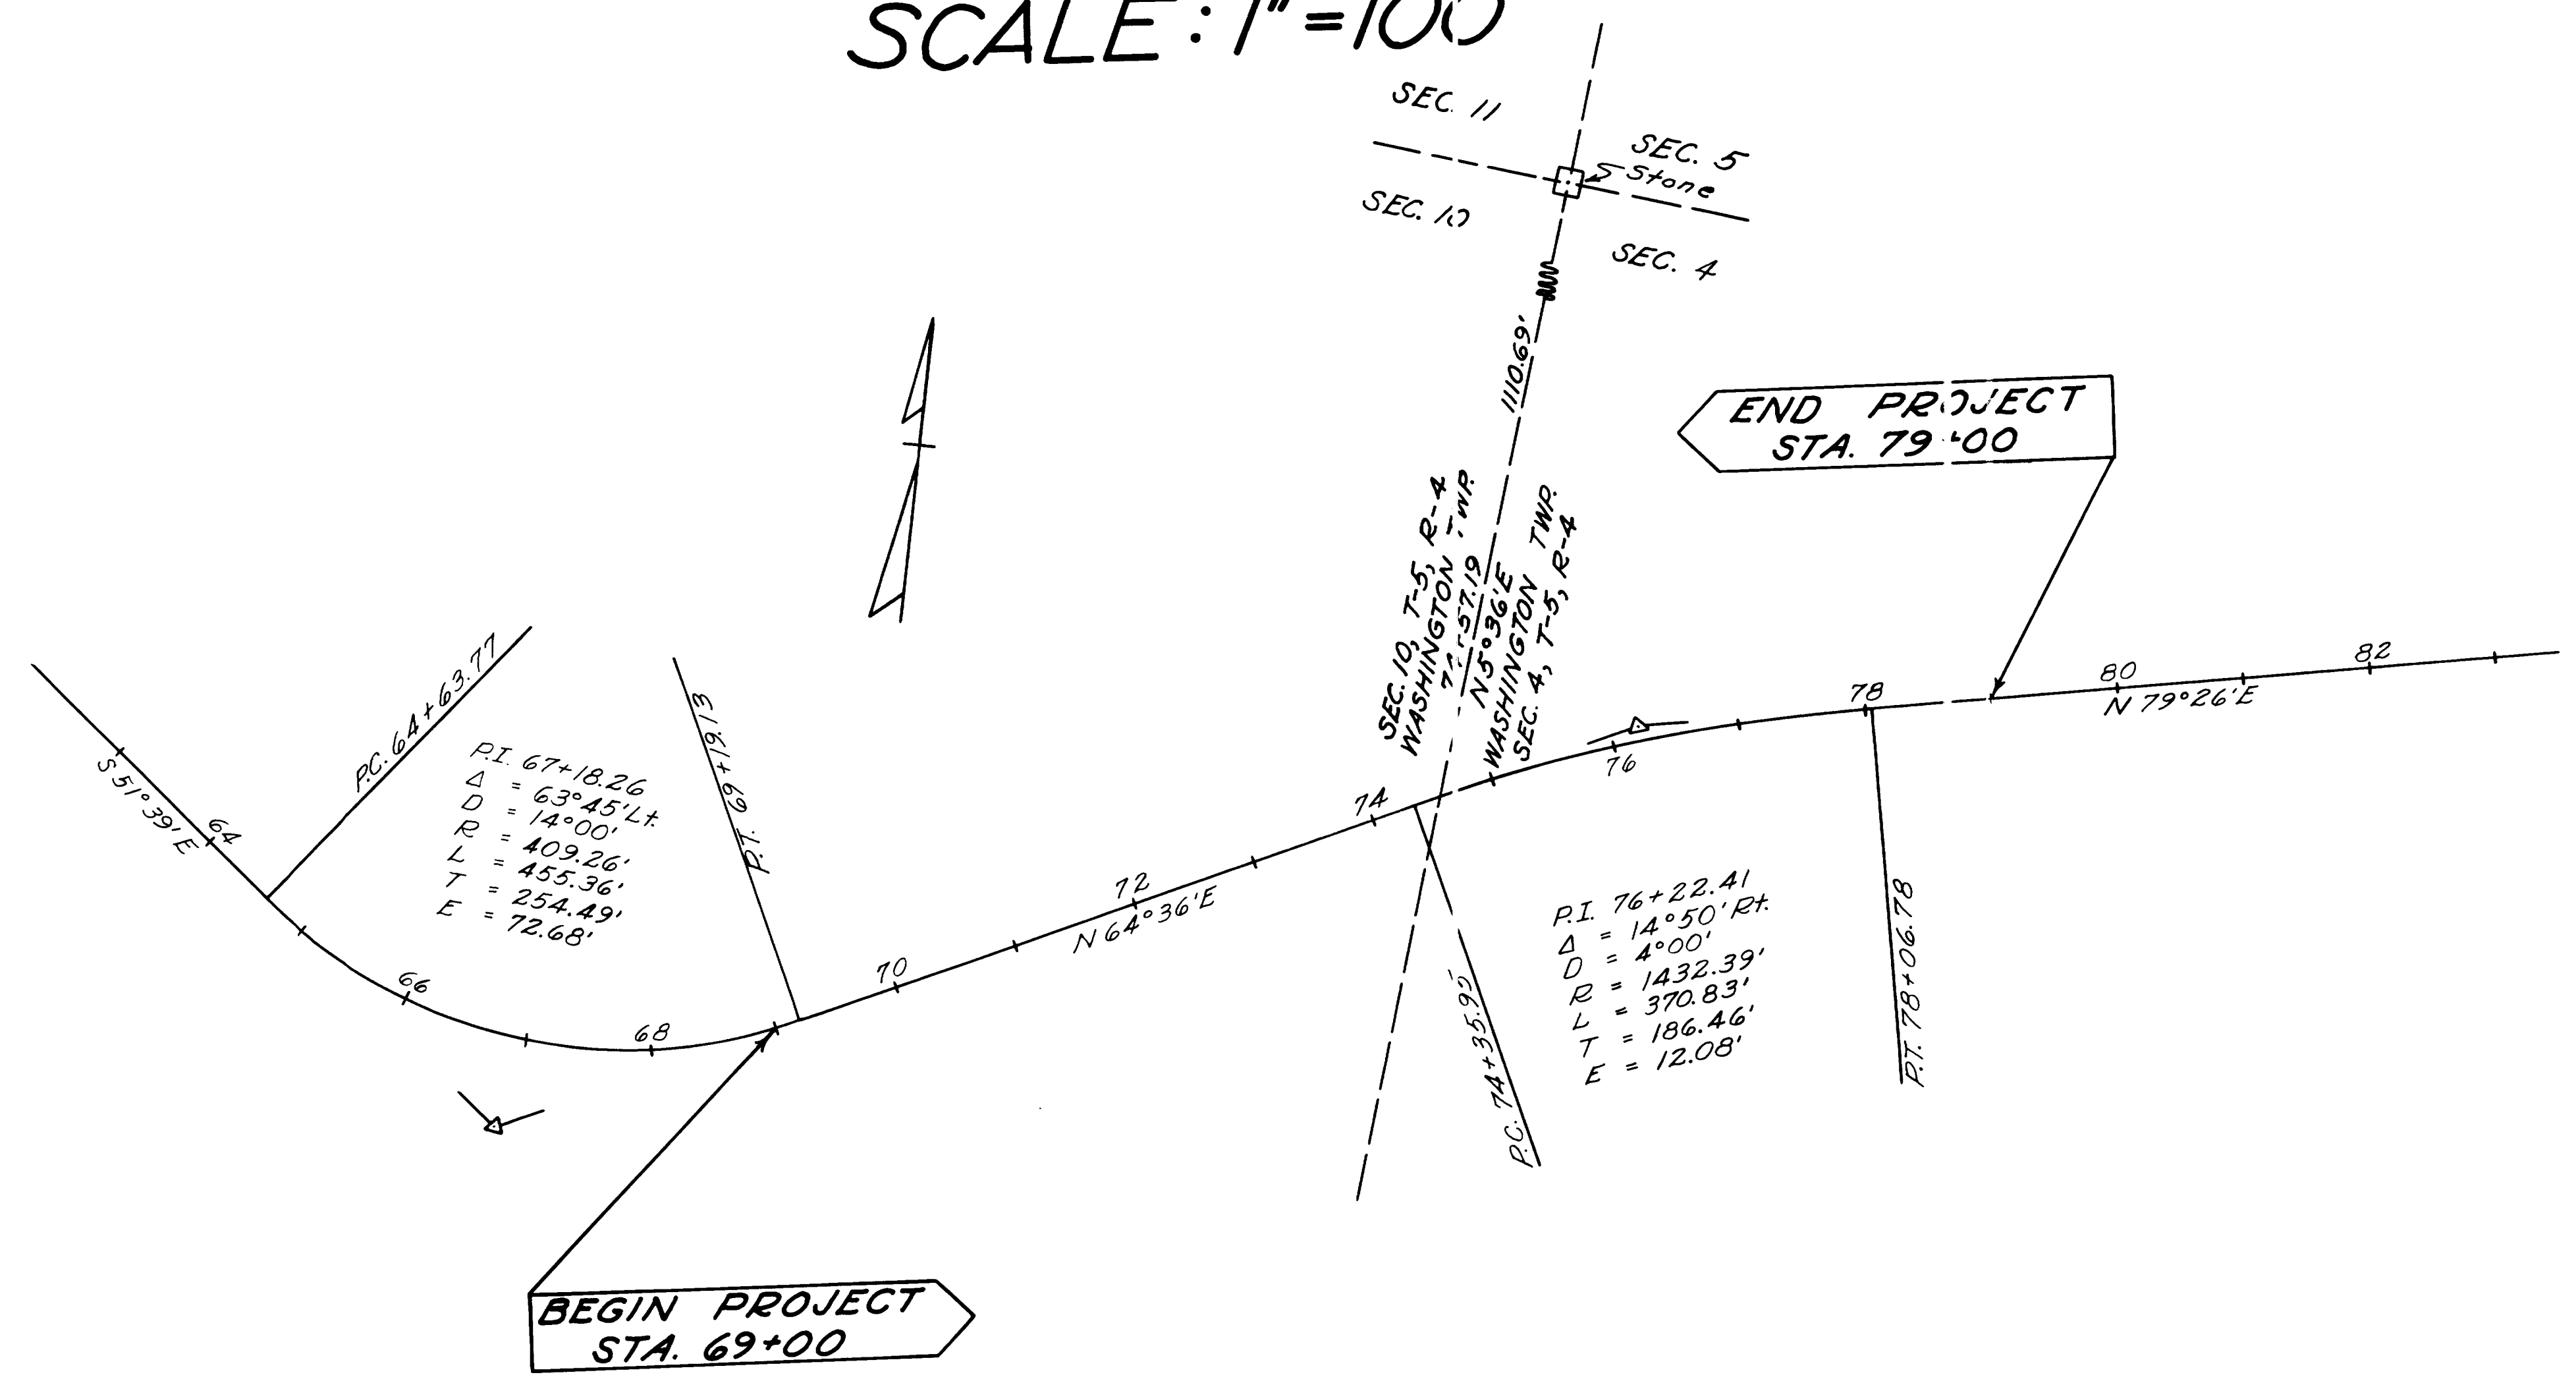 SCALE: 1"=100
SEC. 11
SEC. 5
Stone
SEC. 10
SEC. 4
1110.69'
END PROJECT
STA. 79+00
SEC. 10, T-5, R-4
WASHINGTON TWP.
74+57.19
N 5°36'E
WASHINGTON TWP.
SEC. 4, T-5, R-4
S 51°39'E
64
P.C. 64+63.77
P.I. 67+18.26
Δ = 63°45'Lt.
D = 14°00'
R = 409.26'
L = 455.36'
T = 254.49'
E = 72.68'
P.T. 69+19.13
66
68
70
72
N 64°36'E
74
76
78
80
N 79°26'E
82
P.C. 74+35.95
P.I. 76+22.41
Δ = 14°50'Rt.
D = 4°00'
R = 1432.39'
L = 370.83'
T = 186.46'
E = 12.08'
P.T. 78+06.78
BEGIN PROJECT
STA. 69+00